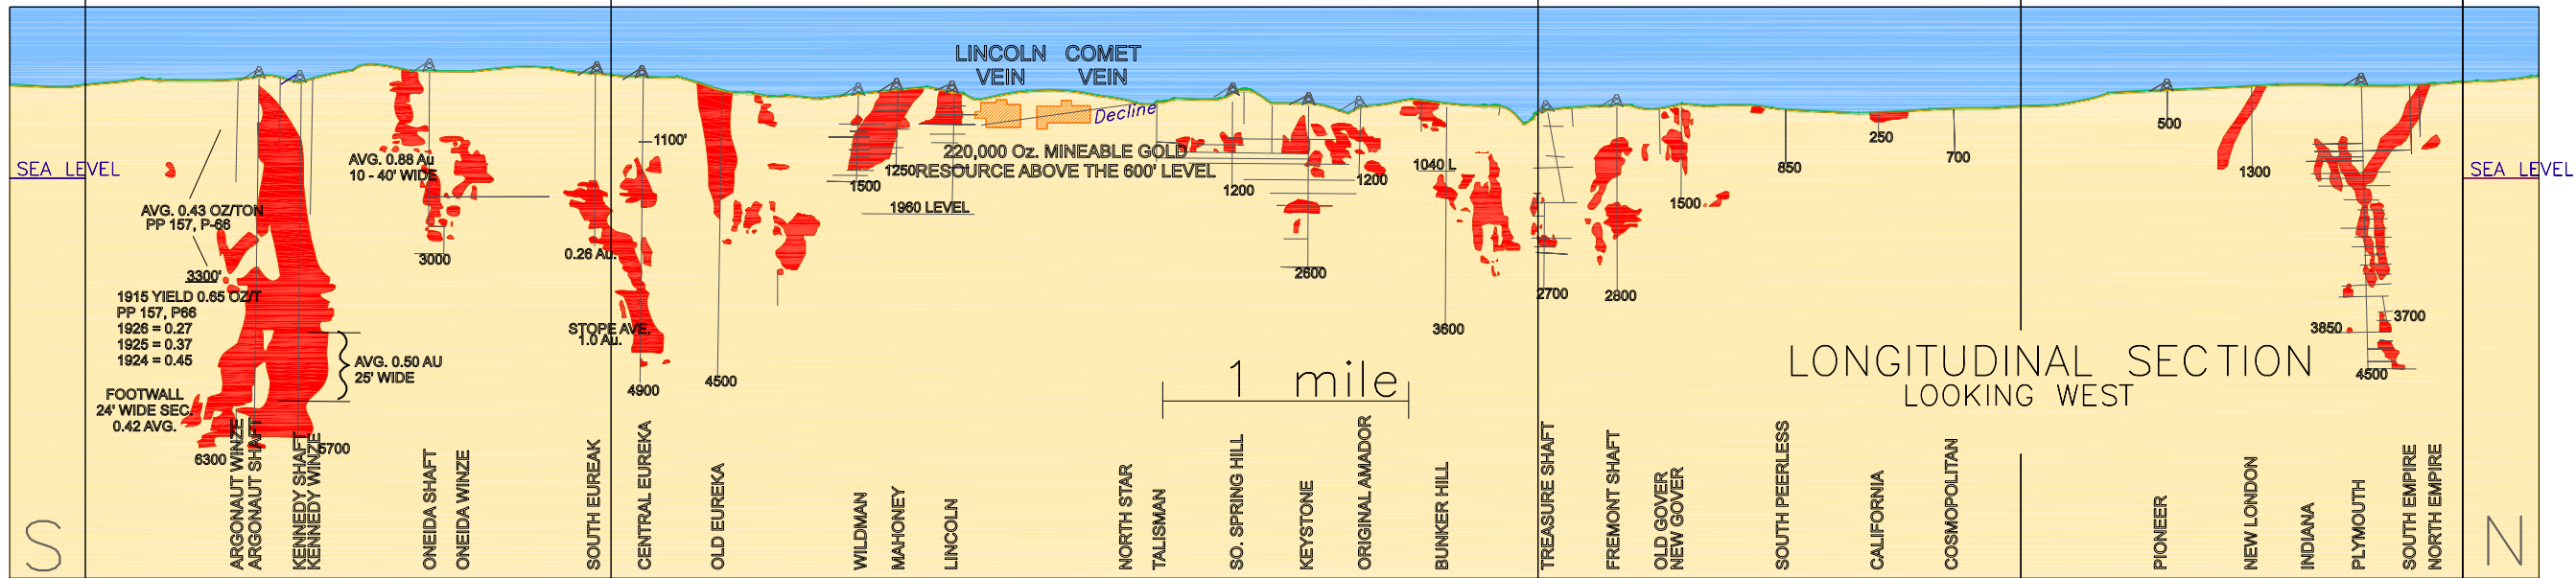 LINCOLN VEIN
COMET VEIN
Decline
220,000 Oz. MINEABLE GOLD
RESOURCE ABOVE THE 600' LEVEL
SEA LEVEL
SEA LEVEL
AVG. 0.43 OZ/TON
PP 157, P-66
3300'
1915 YIELD 0.65 OZ/T
PP 157, P66
1926 = 0.27
1925 = 0.37
1924 = 0.45
FOOTWALL
24' WIDE SEC.
0.42 AVG.
6300
5700
AVG. 0.50 AU
25' WIDE
AVG. 0.88 Au
10 - 40' WIDE
3000
0.26 Au.
1100'
STOPE AVE.
1.0 Au.
4900
4500
1500
1250
1960 LEVEL
1200
2600
1200
1040 L
3600
2700
2800
1500
850
250
700
500
1300
3850
3700
4500
1 mile
LONGITUDINAL SECTION
LOOKING WEST
S
ARGONAUT WINZE
ARGONAUT SHAFT
KENNEDY SHAFT
KENNEDY WINZE
ONEIDA SHAFT
ONEIDA WINZE
SOUTH EUREAK
CENTRAL EUREKA
OLD EUREKA
WILDMAN
MAHONEY
LINCOLN
NORTH STAR
TALISMAN
SO. SPRING HILL
KEYSTONE
ORIGINAL AMADOR
BUNKER HILL
TREASURE SHAFT
FREMONT SHAFT
OLD GOVER
NEW GOVER
SOUTH PEERLESS
CALIFORNIA
COSMOPOLITAN
PIONEER
NEW LONDON
INDIANA
PLYMOUTH
SOUTH EMPIRE
NORTH EMPIRE
N